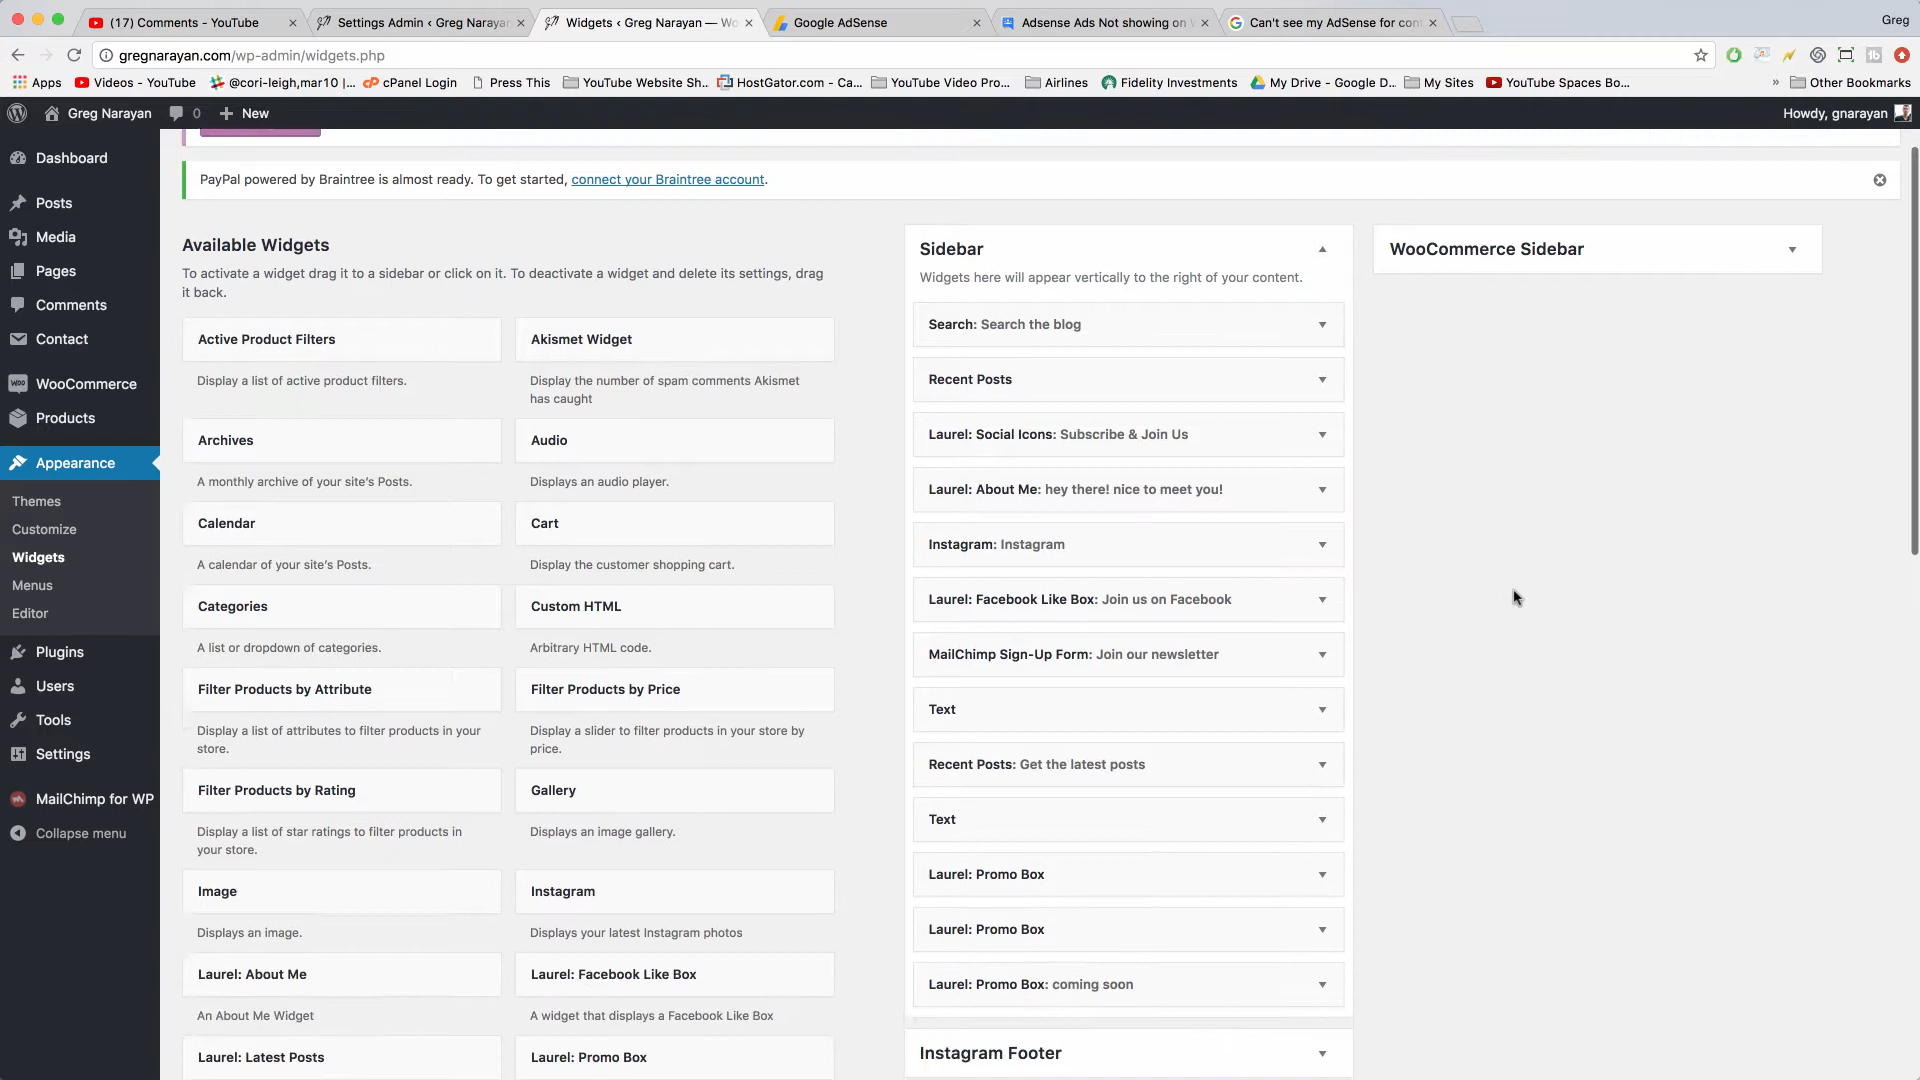 (17) Comments - YouTube
Settings Admin ‹ Greg Narayan
Widgets ‹ Greg Narayan — Wo
Google AdSense
Adsense Ads Not showing on
Can't see my AdSense for con
Greg
gregnarayan.com/wp-admin/widgets.php
Apps
Videos - YouTube
@cori-leigh,mar10 |...
cPanel Login
Press This
YouTube Website Sh...
HostGator.com - Ca...
YouTube Video Pro...
Airlines
Fidelity Investments
My Drive - Google D...
My Sites
YouTube Spaces Bo...
»
Other Bookmarks
Greg Narayan
0
New
Howdy, gnarayan
Dashboard
Posts
Media
Pages
Comments
Contact
WooCommerce
Products
Appearance
Themes
Customize
Widgets
Menus
Editor
Plugins
Users
Tools
Settings
MailChimp for WP
Collapse menu
PayPal powered by Braintree is almost ready. To get started, connect your Braintree account.
Available Widgets
To activate a widget drag it to a sidebar or click on it. To deactivate a widget and delete its settings, drag
it back.
Active Product Filters
Display a list of active product filters.
Akismet Widget
Display the number of spam comments Akismet
has caught
Archives
A monthly archive of your site's Posts.
Audio
Displays an audio player.
Calendar
A calendar of your site's Posts.
Cart
Display the customer shopping cart.
Categories
A list or dropdown of categories.
Custom HTML
Arbitrary HTML code.
Filter Products by Attribute
Display a list of attributes to filter products in your
store.
Filter Products by Price
Display a slider to filter products in your store by
price.
Filter Products by Rating
Display a list of star ratings to filter products in
your store.
Gallery
Displays an image gallery.
Image
Displays an image.
Instagram
Displays your latest Instagram photos
Laurel: About Me
An About Me Widget
Laurel: Facebook Like Box
A widget that displays a Facebook Like Box
Laurel: Latest Posts
Laurel: Promo Box
Sidebar
Widgets here will appear vertically to the right of your content.
Search: Search the blog
Recent Posts
Laurel: Social Icons: Subscribe & Join Us
Laurel: About Me: hey there! nice to meet you!
Instagram: Instagram
Laurel: Facebook Like Box: Join us on Facebook
MailChimp Sign-Up Form: Join our newsletter
Text
Recent Posts: Get the latest posts
Text
Laurel: Promo Box
Laurel: Promo Box
Laurel: Promo Box: coming soon
Instagram Footer
WooCommerce Sidebar